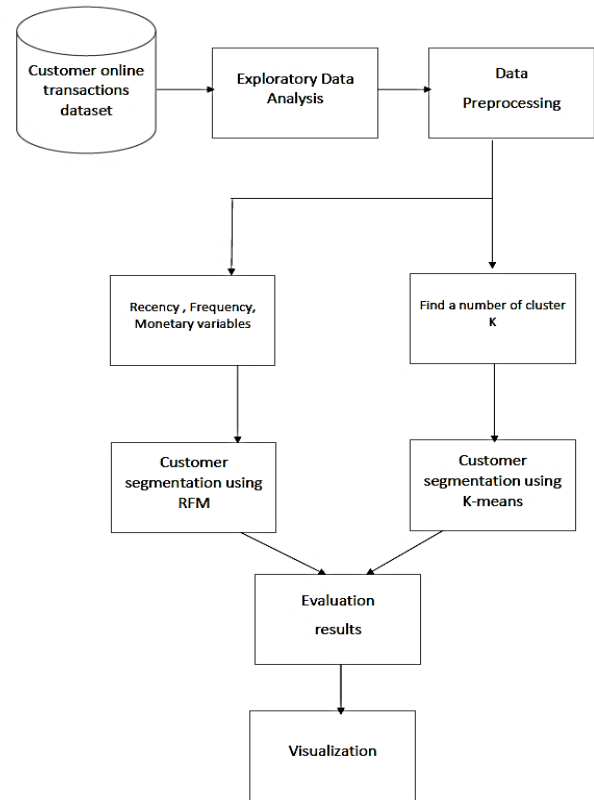 Customer online
transactions
dataset
Exploratory Data
Analysis
Data
Preprocessing
Recency , Frequency,
Monetary variables
Find a number of cluster
K
Customer
segmentation using
RFM
Customer
segmentation using
K-means
Evaluation
results
Visualization